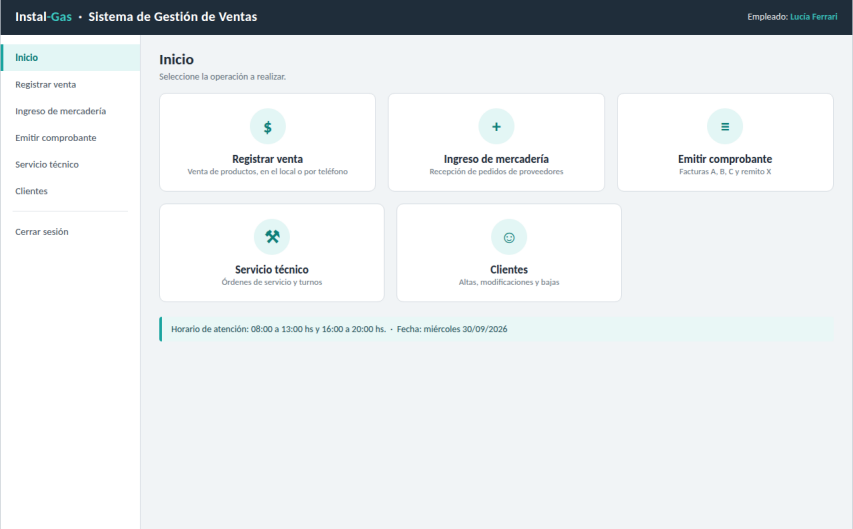 Instal-Gas · Sistema de Gestión de Ventas
Empleado: Lucía Ferrari
Inicio
Registrar venta
Ingreso de mercadería
Emitir comprobante
Servicio técnico
Clientes
Cerrar sesión
Inicio
Seleccione la operación a realizar.
$
Registrar venta
Venta de productos, en el local o por teléfono
+
Ingreso de mercadería
Recepción de pedidos de proveedores
≡
Emitir comprobante
Facturas A, B, C y remito X
Servicio técnico
Órdenes de servicio y turnos
Clientes
Altas, modificaciones y bajas
Horario de atención: 08:00 a 13:00 hs y 16:00 a 20:00 hs. · Fecha: miércoles 30/09/2026